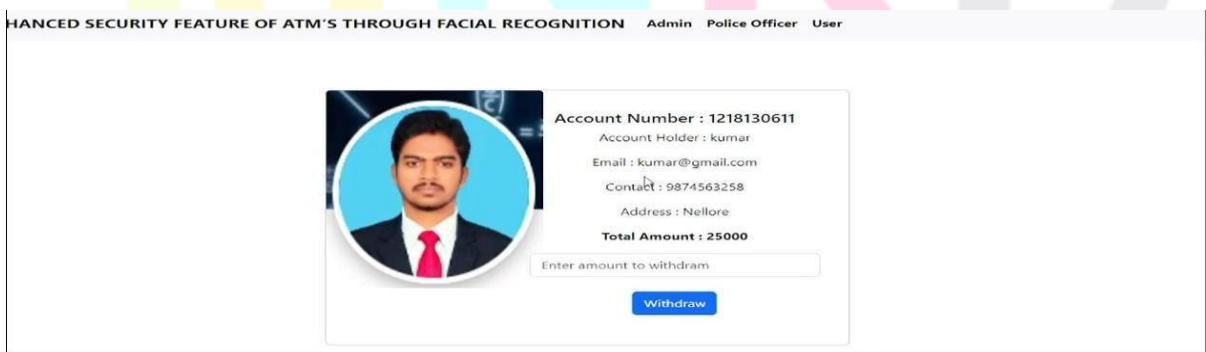 HANCED SECURITY FEATURE OF ATM'S THROUGH FACIAL RECOGNITION Admin Police Officer User
Account Number : 1218130611
Account Holder : kumar
Email : kumar@gmail.com
Contact : 9874563258
Address : Nellore
Total Amount : 25000
Enter amount to withdram
Withdraw